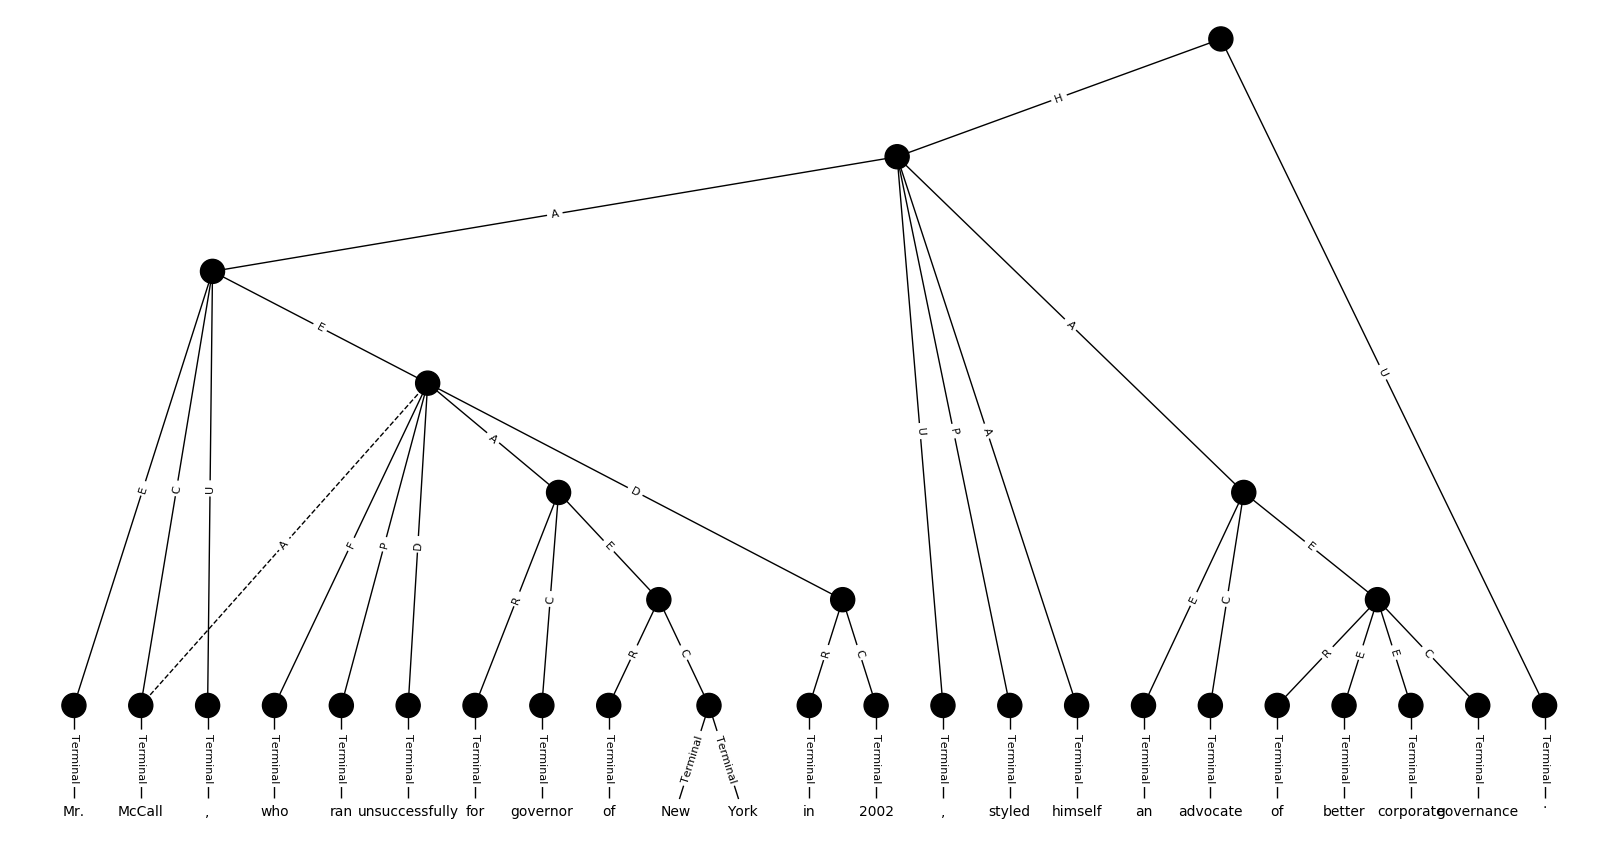 H
A
E
A
U
E C U
U P A
A D
A F P D
R C E
E C E
R C
R C
R E E C
Terminal Terminal Terminal Terminal Terminal Terminal Terminal Terminal Terminal Terminal Terminal Terminal Terminal Terminal Terminal Terminal Terminal Terminal Terminal Terminal Terminal Terminal Terminal
Mr. McCall , who ran unsuccessfully for governor of New York in 2002 , styled himself an advocate of better corporate governance .